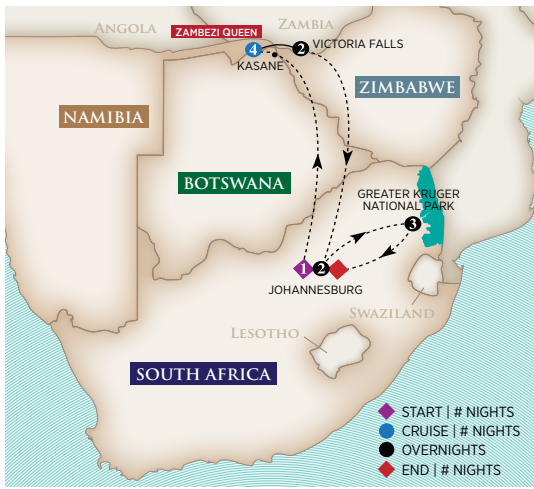 ANGOLA
ZAMBIA
ZAMBEZI QUEEN
4
2
VICTORIA FALLS
KASANE
ZIMBABWE
NAMIBIA
BOTSWANA
GREATER KRUGER
NATIONAL PARK
3
1
2
JOHANNESBURG
SWAZILAND
LESOTHO
SOUTH AFRICA
START | # NIGHTS
CRUISE | # NIGHTS
OVERNIGHTS
END | # NIGHTS